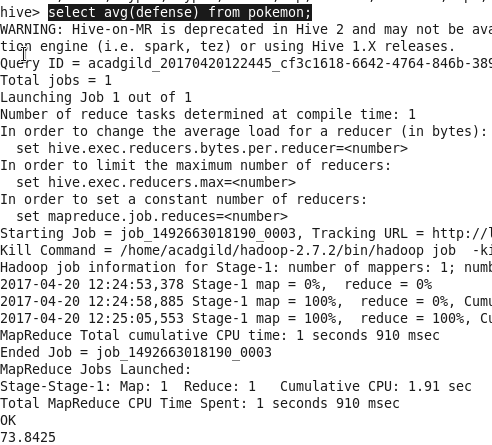 hive> select avg(defense) from pokemon;
WARNING: Hive-on-MR is deprecated in Hive 2 and may not be ava
tion engine (i.e. spark, tez) or using Hive 1.X releases.
Query ID = acadgild_20170420122445_cf3c1618-6642-4764-846b-389
Total jobs = 1
Launching Job 1 out of 1
Number of reduce tasks determined at compile time: 1
In order to change the average load for a reducer (in bytes):
  set hive.exec.reducers.bytes.per.reducer=<number>
In order to limit the maximum number of reducers:
  set hive.exec.reducers.max=<number>
In order to set a constant number of reducers:
  set mapreduce.job.reduces=<number>
Starting Job = job_1492663018190_0003, Tracking URL = http://l
Kill Command = /home/acadgild/hadoop-2.7.2/bin/hadoop job  -ki
Hadoop job information for Stage-1: number of mappers: 1; numb
2017-04-20 12:24:53,378 Stage-1 map = 0%,  reduce = 0%
2017-04-20 12:24:58,885 Stage-1 map = 100%,  reduce = 0%, Cumu
2017-04-20 12:25:05,553 Stage-1 map = 100%,  reduce = 100%, Cu
MapReduce Total cumulative CPU time: 1 seconds 910 msec
Ended Job = job_1492663018190_0003
MapReduce Jobs Launched:
Stage-Stage-1: Map: 1  Reduce: 1   Cumulative CPU: 1.91 sec
Total MapReduce CPU Time Spent: 1 seconds 910 msec
OK
73.8425